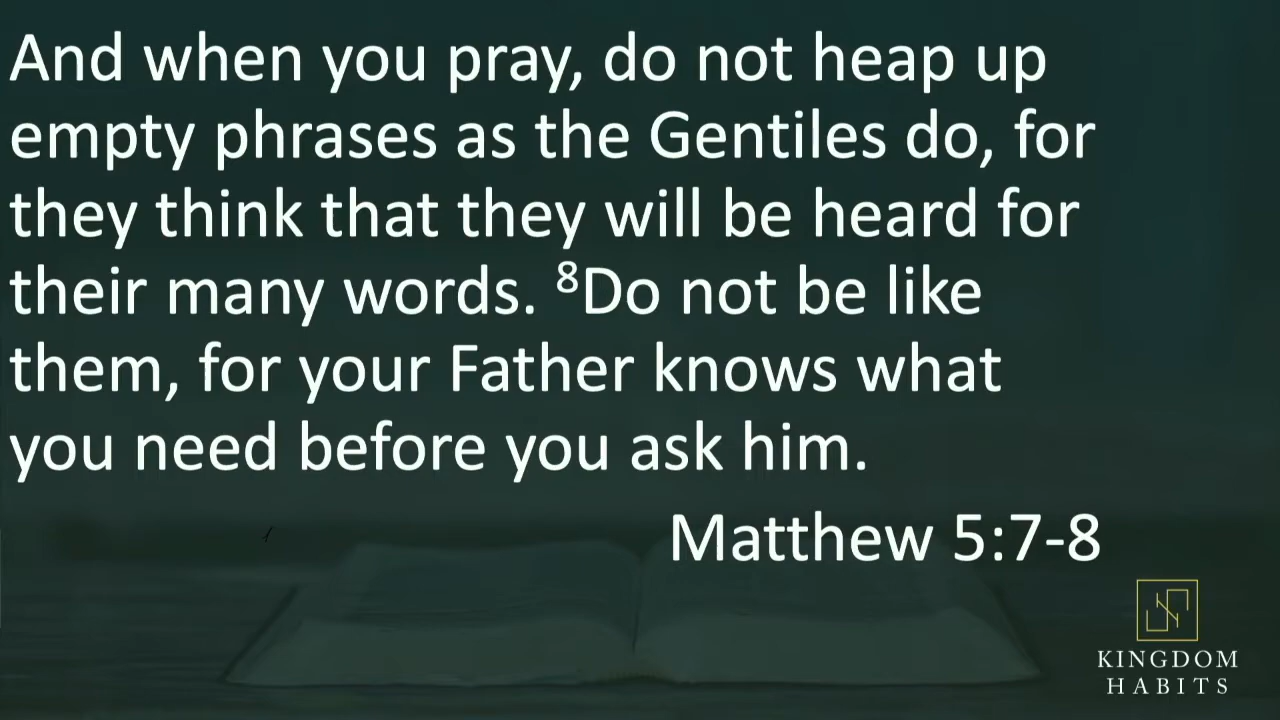 And when you pray, do not heap up
empty phrases as the Gentiles do, for
they think that they will be heard for
their many words. ⁸Do not be like
them, for your Father knows what
you need before you ask him.
Matthew 5:7-8
KINGDOM
HABITS